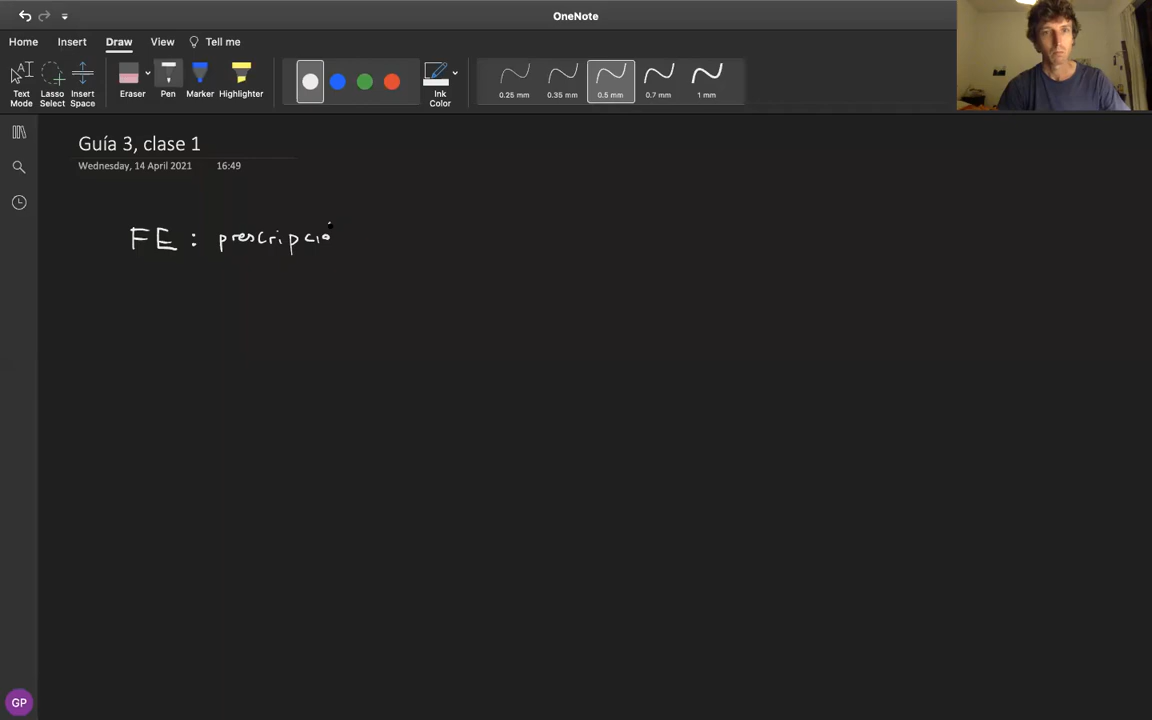 OneNote
Home Insert Draw View Tell me
Text Mode Lasso Select Insert Space Eraser Pen Marker Highlighter Ink Color 0.25 mm 0.35 mm 0.5 mm 0.7 mm 1 mm
Guía 3, clase 1
Wednesday, 14 April 2021 16:49
FE : prescripcio
GP